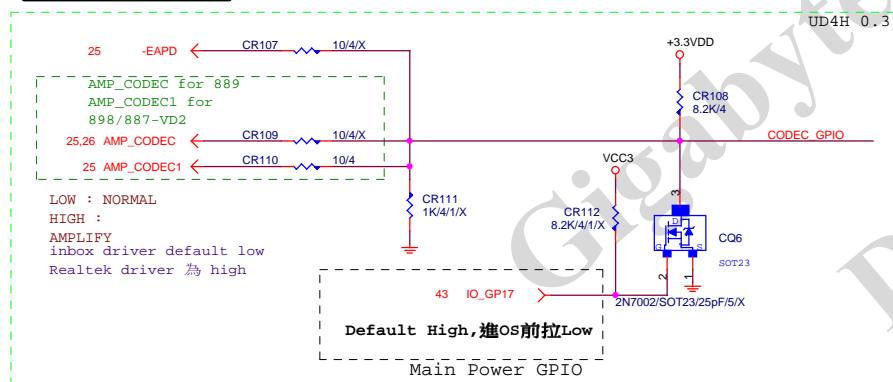 UD4H 0.3
25 -EAPD
CR107 10/4/X
+3.3VDD
AMP_CODEC for 889
AMP_CODEC1 for
898/887-VD2
CR108
8.2K/4
25,26 AMP_CODEC
CR109 10/4/X
CODEC_GPIO
25 AMP_CODEC1
CR110 10/4
VCC3
LOW : NORMAL
HIGH :
AMPLIFY
inbox driver default low
Realtek driver 為 high
CR111
1K/4/1/X
CR112
8.2K/4/1/X
3
D
G
S
CQ6
SOT23
2
1
43 IO_GP17
2N7002/SOT23/25pF/5/X
Default High,進OS前拉Low
Main Power GPIO
Gigabyte